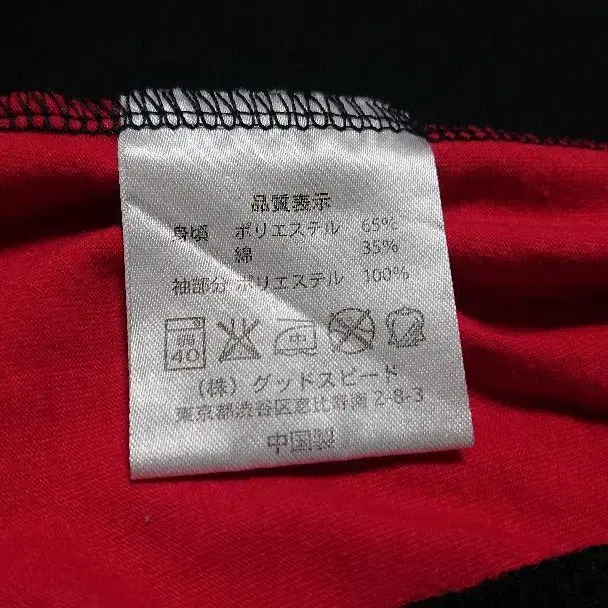 品質表示
身頃 ポリエステル 65%
綿 35%
袖部分 ポリエステル 100%
40 中
(株) グッドスピード
東京都渋谷区恵比寿南 2-8-3
中国製